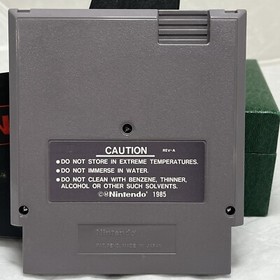 CAUTION REV-A
•DO NOT STORE IN EXTREME TEMPERATURES.
•DO NOT IMMERSE IN WATER.
•DO NOT CLEAN WITH BENZENE, THINNER,
ALCOHOL OR OTHER SUCH SOLVENTS.
©®Nintendo® 1985
Nintendo